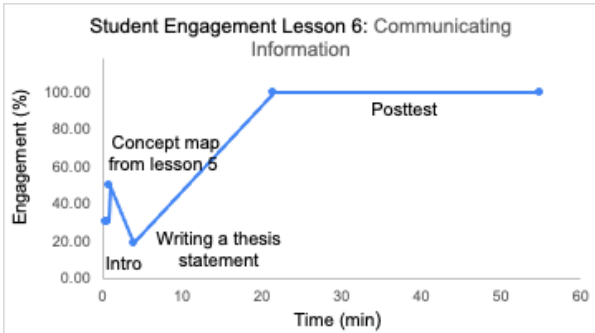 Student Engagement Lesson 6: Communicating
Information
Engagement (%)
100.00
80.00
60.00
40.00
20.00
0.00
Concept map
from lesson 5
Posttest
Writing a thesis
statement
Intro
0
10
20
30
40
50
60
Time (min)